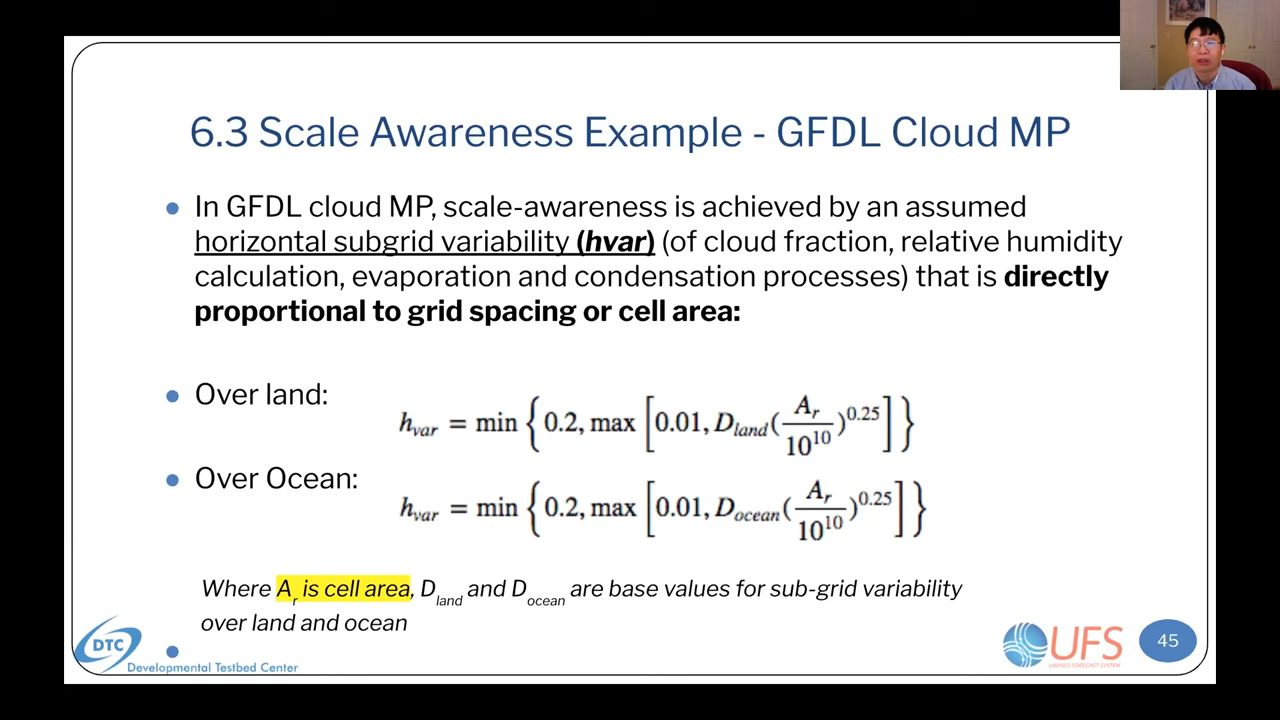 6.3 Scale Awareness Example - GFDL Cloud MP
• In GFDL cloud MP, scale-awareness is achieved by an assumed
horizontal subgrid variability (hvar) (of cloud fraction, relative humidity
calculation, evaporation and condensation processes) that is directly
proportional to grid spacing or cell area:
• Over land:
h_var = min { 0.2, max [ 0.01, D_land ( A_r / 10^10 )^0.25 ] }
• Over Ocean:
h_var = min { 0.2, max [ 0.01, D_ocean ( A_r / 10^10 )^0.25 ] }
Where A_r is cell area, D_land and D_ocean are base values for sub-grid variability
over land and ocean
•
DTC
Developmental Testbed Center
UFS
UNIFIED FORECAST SYSTEM
45